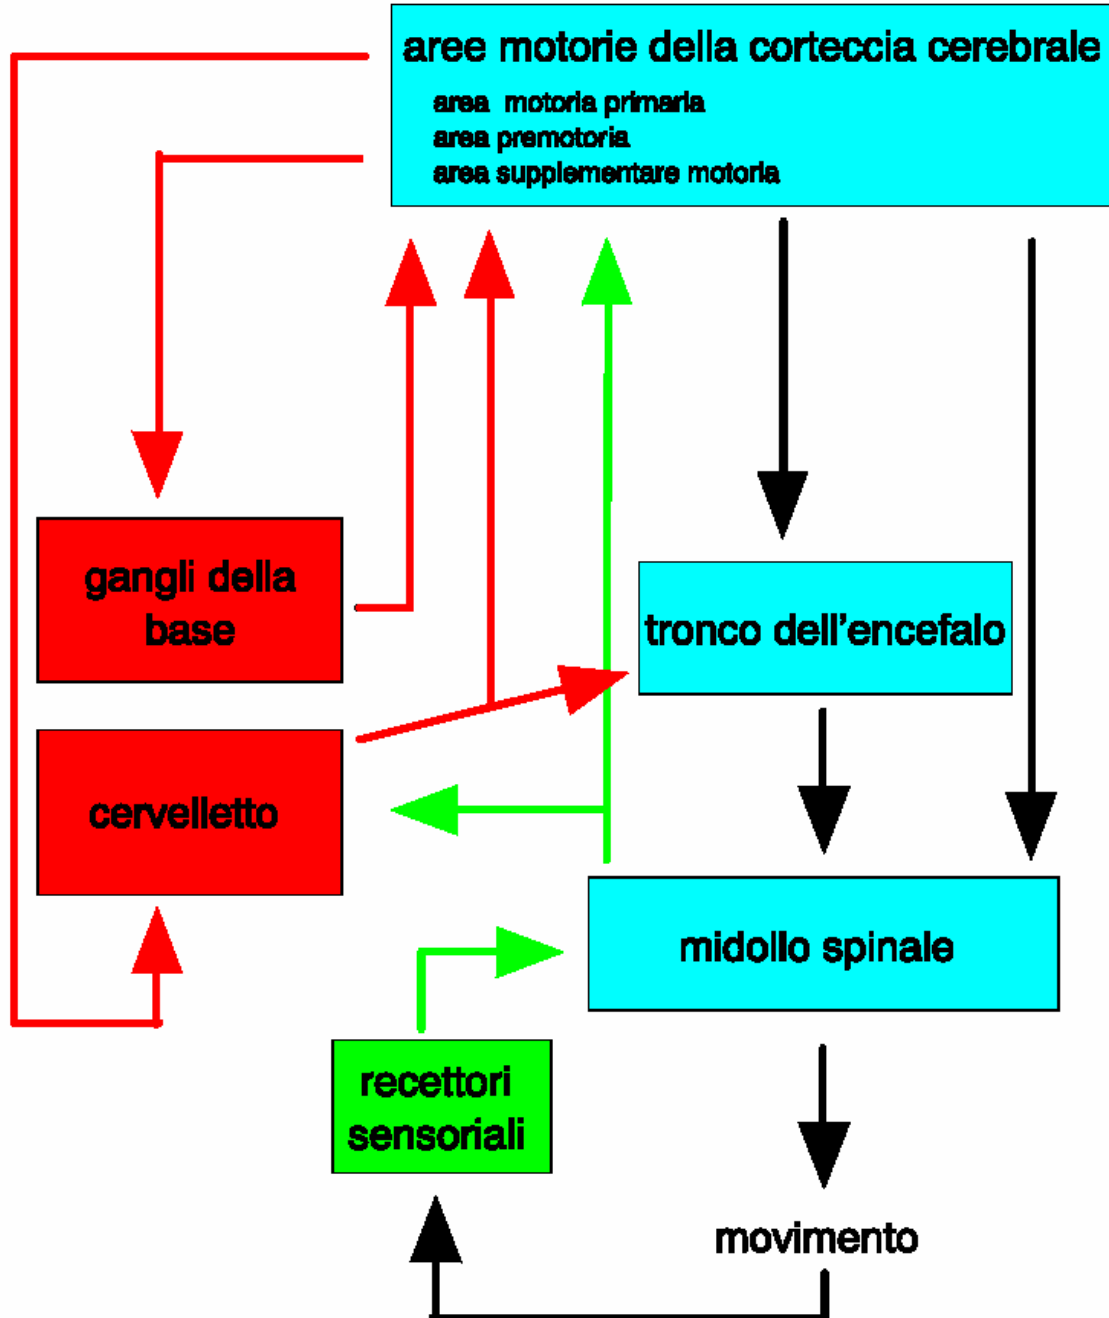 aree motorie della corteccia cerebrale
area motoria primaria
area premotoria
area supplementare motoria
gangli della
base
tronco dell'encefalo
cervelletto
midollo spinale
recettori
sensoriali
movimento